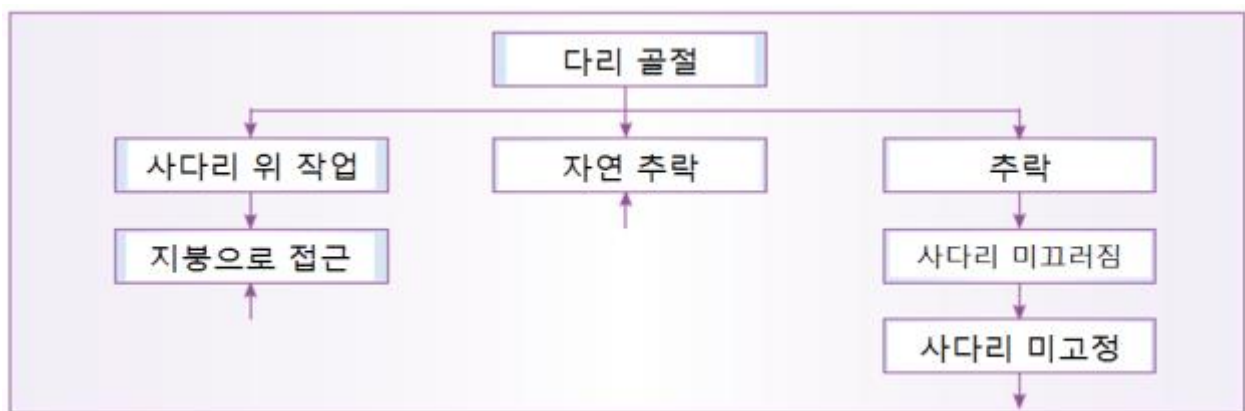 다리 골절
사다리 위 작업
자연 추락
추락
지붕으로 접근
사다리 미끄러짐
사다리 미고정